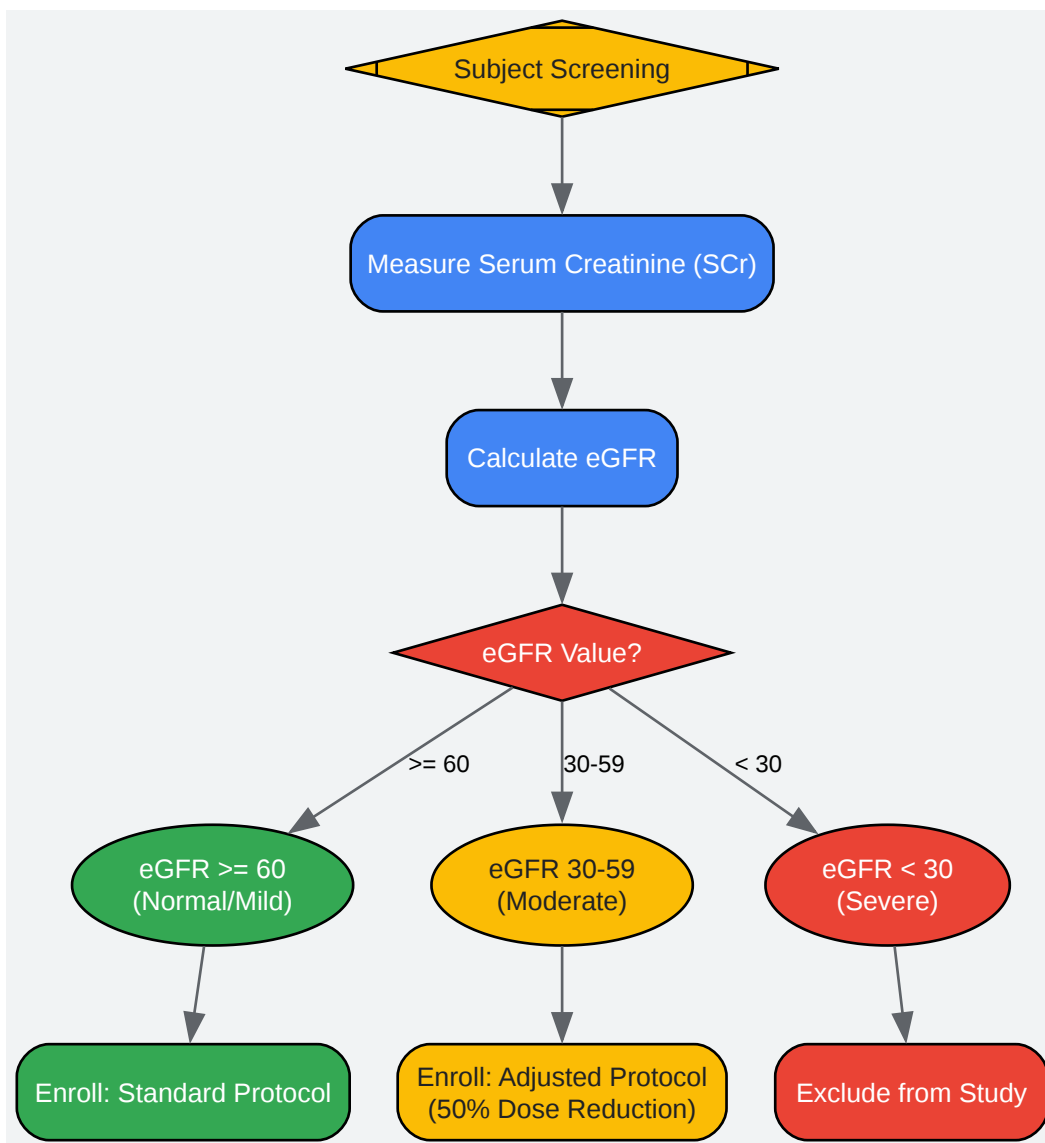 Subject Screening
Measure Serum Creatinine (SCr)
Calculate eGFR
eGFR Value?
>= 60
30-59
< 30
eGFR >= 60
(Normal/Mild)
eGFR 30-59
(Moderate)
eGFR < 30
(Severe)
Enroll: Standard Protocol
Enroll: Adjusted Protocol
(50% Dose Reduction)
Exclude from Study